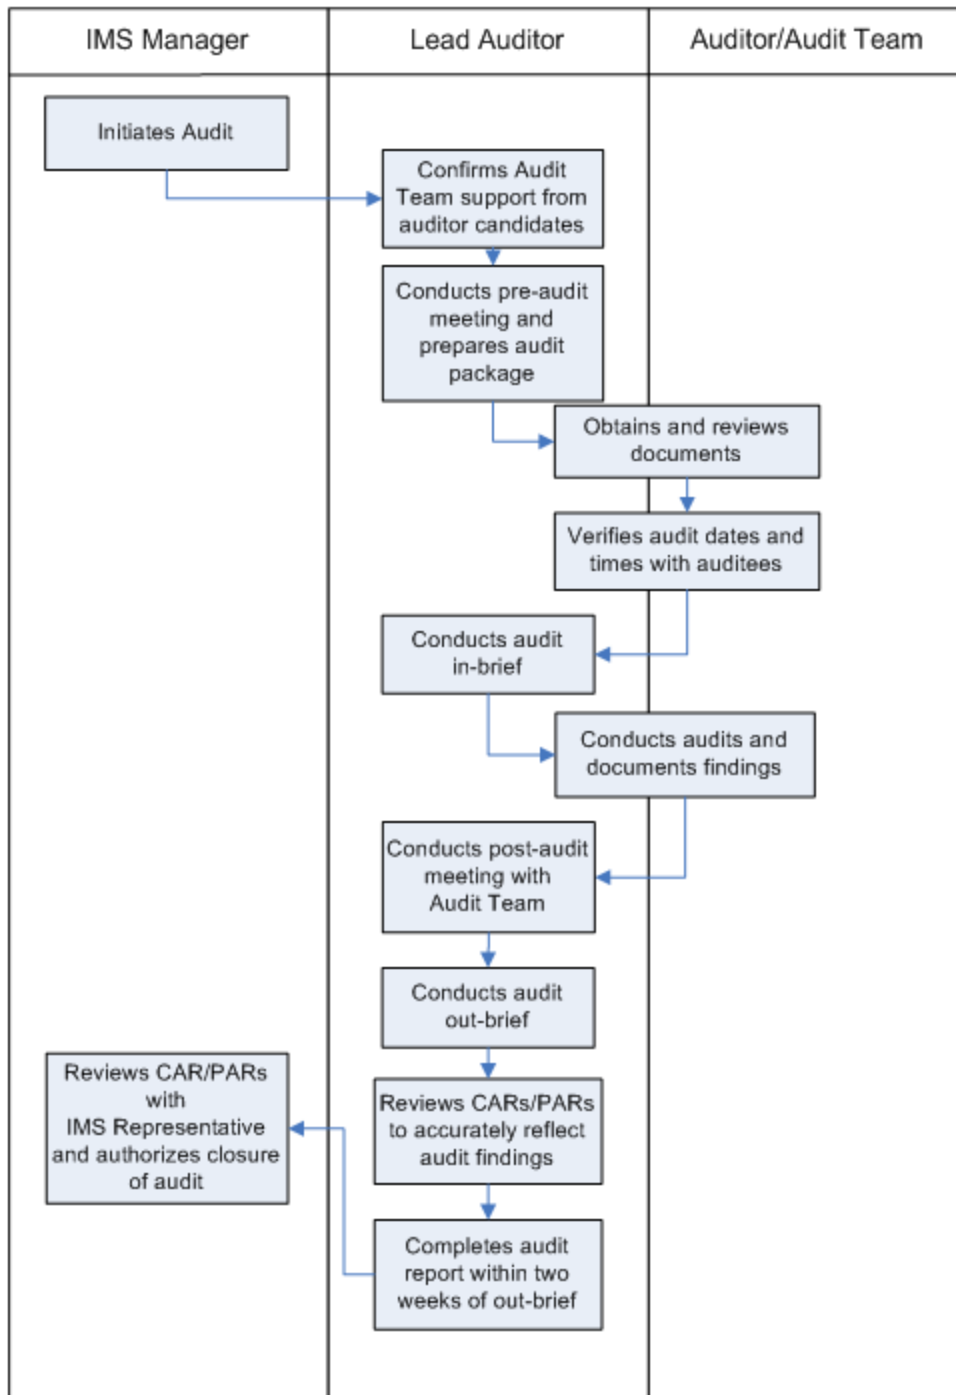 IMS Manager
Lead Auditor
Auditor/Audit Team
Initiates Audit
Confirms Audit
Team support from
auditor candidates
Conducts pre-audit
meeting and
prepares audit
package
Obtains and reviews
documents
Verifies audit dates and
times with auditees
Conducts audit
in-brief
Conducts audits and
documents findings
Conducts post-audit
meeting with
Audit Team
Conducts audit
out-brief
Reviews CARs/PARs
to accurately reflect
audit findings
Completes audit
report within two
weeks of out-brief
Reviews CAR/PARs
with
IMS Representative
and authorizes closure
of audit